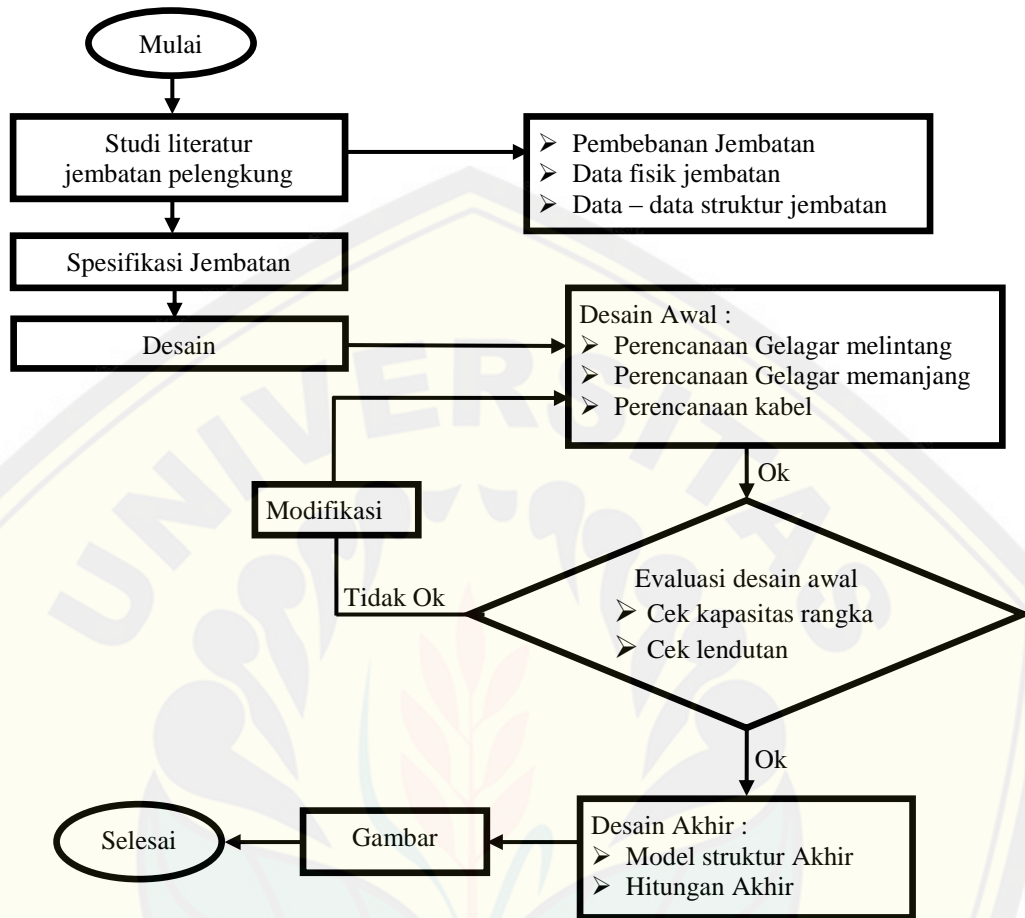 Mulai
Studi literatur
jembatan pelengkung
➢ Pembebanan Jembatan
➢ Data fisik jembatan
➢ Data – data struktur jembatan
Spesifikasi Jembatan
Desain
Desain Awal :
➢ Perencanaan Gelagar melintang
➢ Perencanaan Gelagar memanjang
➢ Perencanaan kabel
Ok
Modifikasi
Tidak Ok
Evaluasi desain awal
➢ Cek kapasitas rangka
➢ Cek lendutan
Ok
Desain Akhir :
➢ Model struktur Akhir
➢ Hitungan Akhir
Gambar
Selesai
UNIVERSITAS